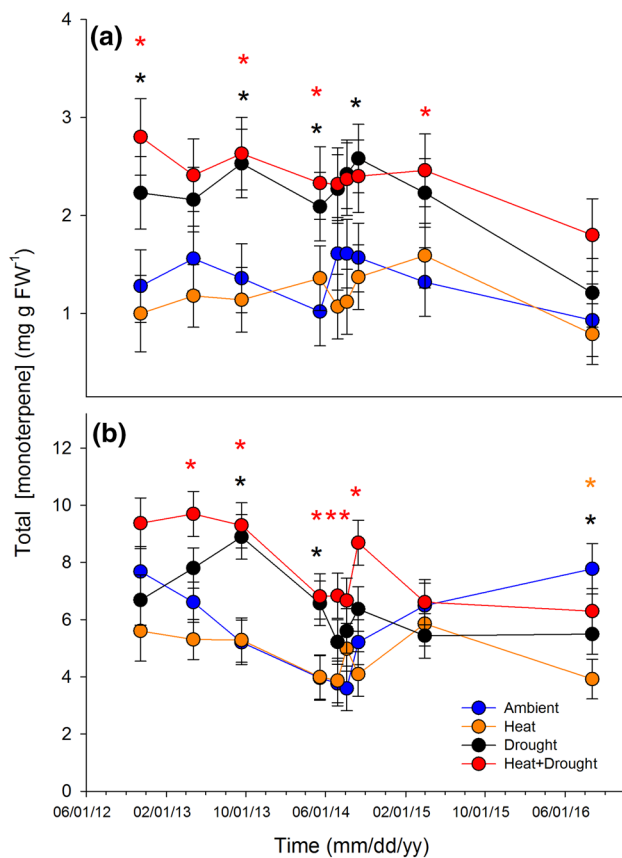 (a)
* * * * *
* * * *
4
3
2
1
Total [monoterpene] (mg g FW⁻¹)
(b)
* * *** * *
* * *
12
10
8
6
4
2
0
Ambient
Heat
Drought
Heat+Drought
06/01/12 02/01/13 10/01/13 06/01/14 02/01/15 10/01/15 06/01/16
Time (mm/dd/yy)